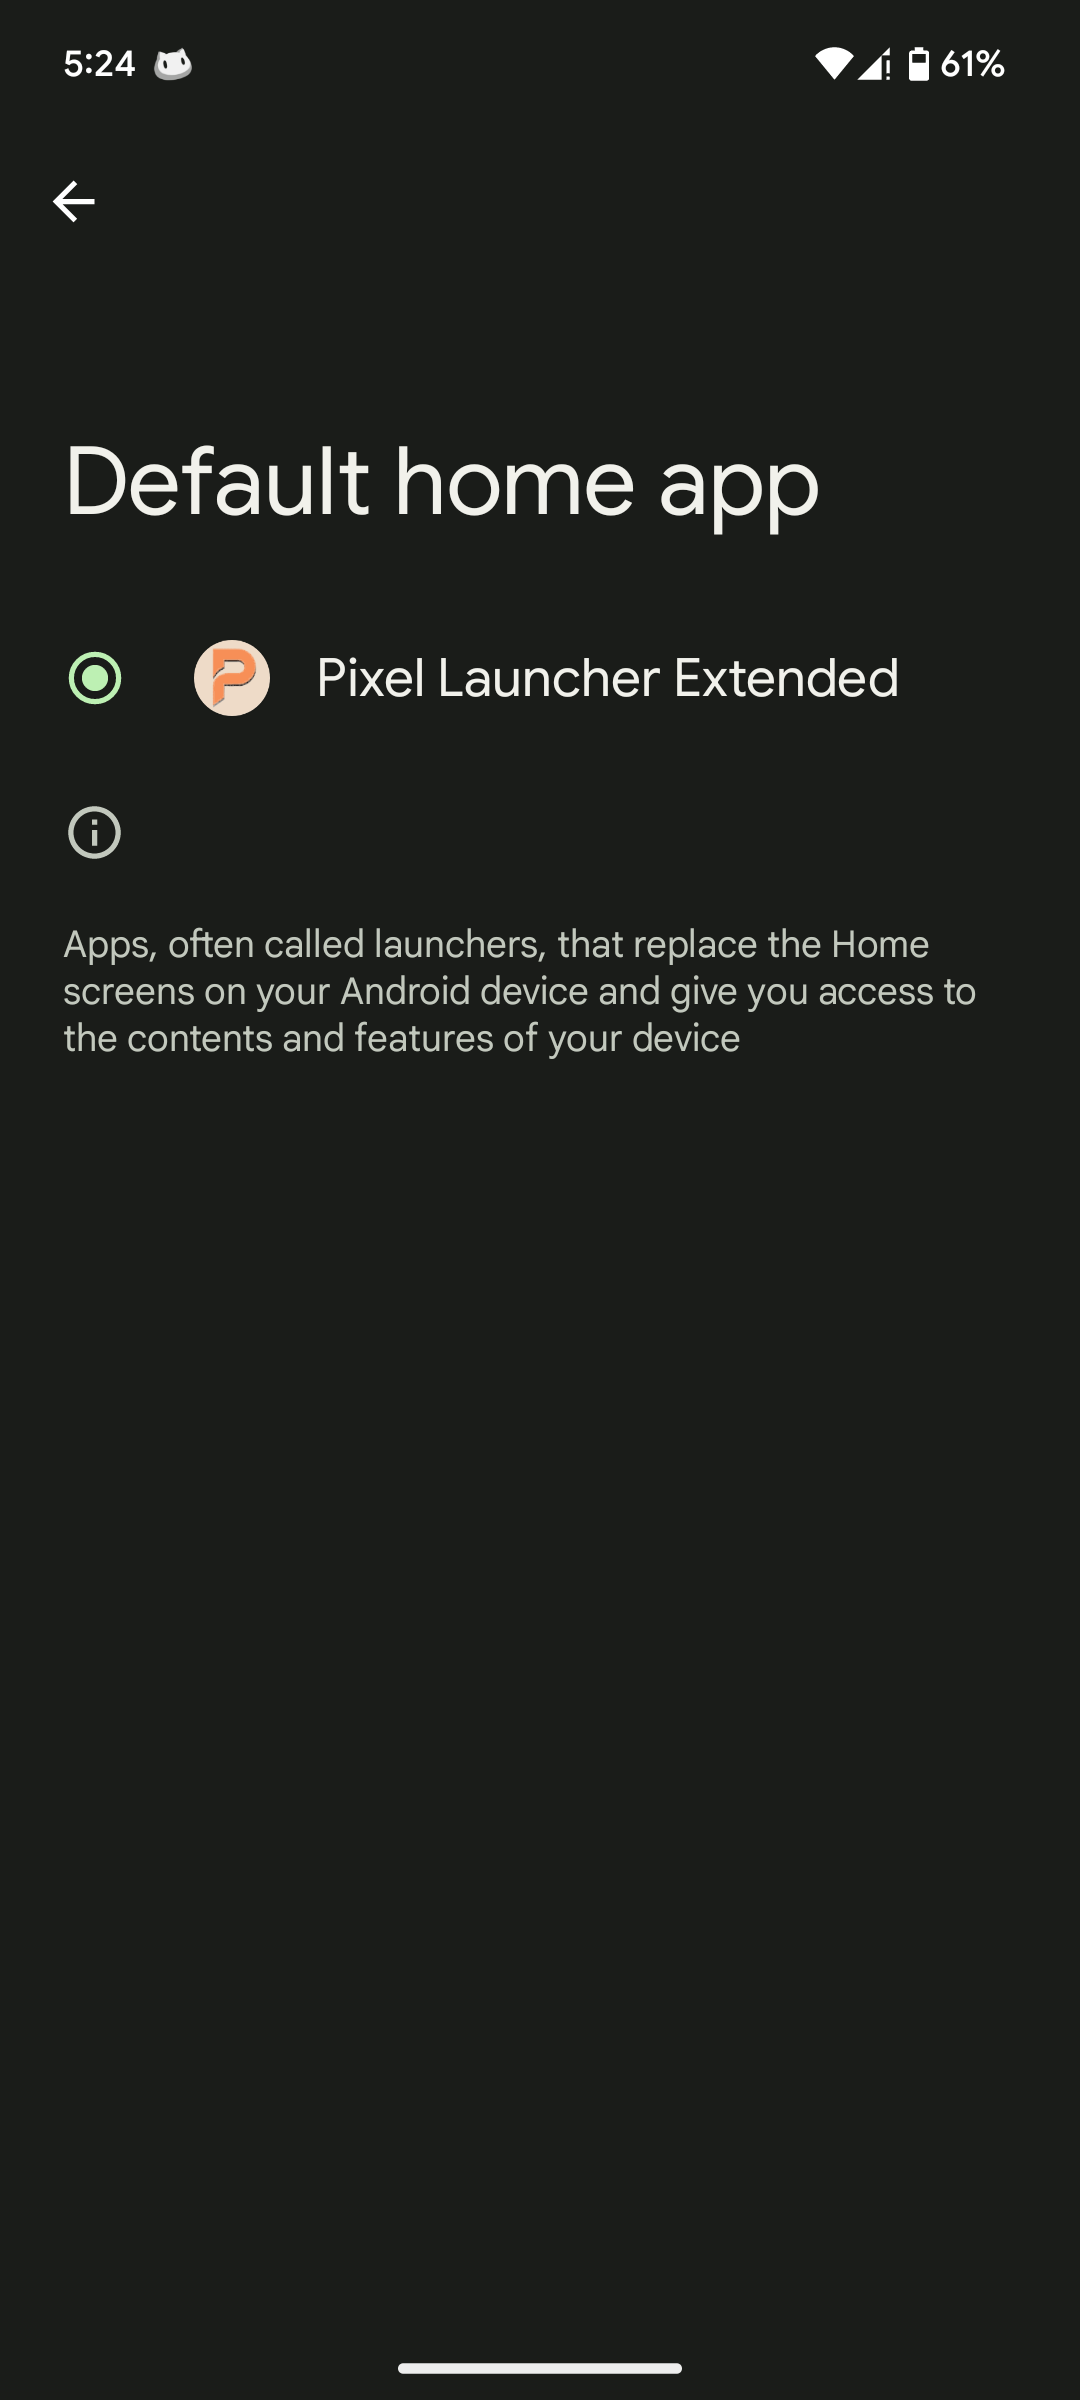 5:24
61%
Default home app
Pixel Launcher Extended
Apps, often called launchers, that replace the Home
screens on your Android device and give you access to
the contents and features of your device